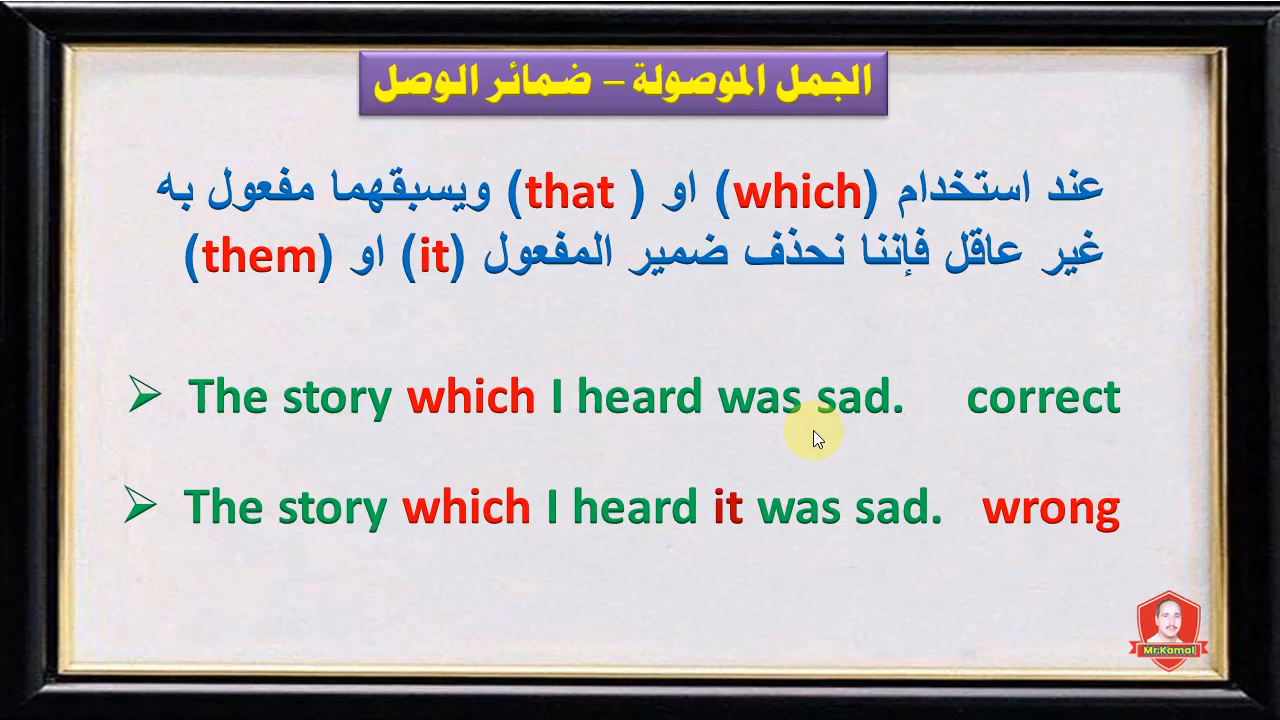 الجمل الموصولة – ضمائر الوصل
عند استخدام (which) او ( that) ويسبقهما مفعول به
غير عاقل فإننا نحذف ضمير المفعول (it) او (them)
➢ The story which I heard was sad. correct
➢ The story which I heard it was sad. wrong
Mr.Kamal